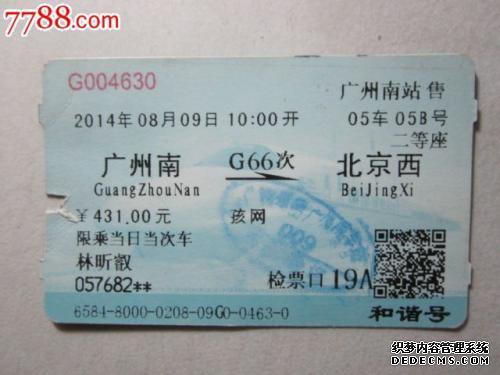 7788.com
G004630
广州南站 售
2014年08月09日 10:00开
05车 05B号
二等座
广州南
G66次
北京西
GuangZhouNan
BeiJingXi
¥431.00元
孩网
限乘当日当次车
林昕叡
057682**
009
检票口 19A
6584-8000-0208-09G0-0463-0
和谐号
织梦内容管理系统
DEDECMS.COM